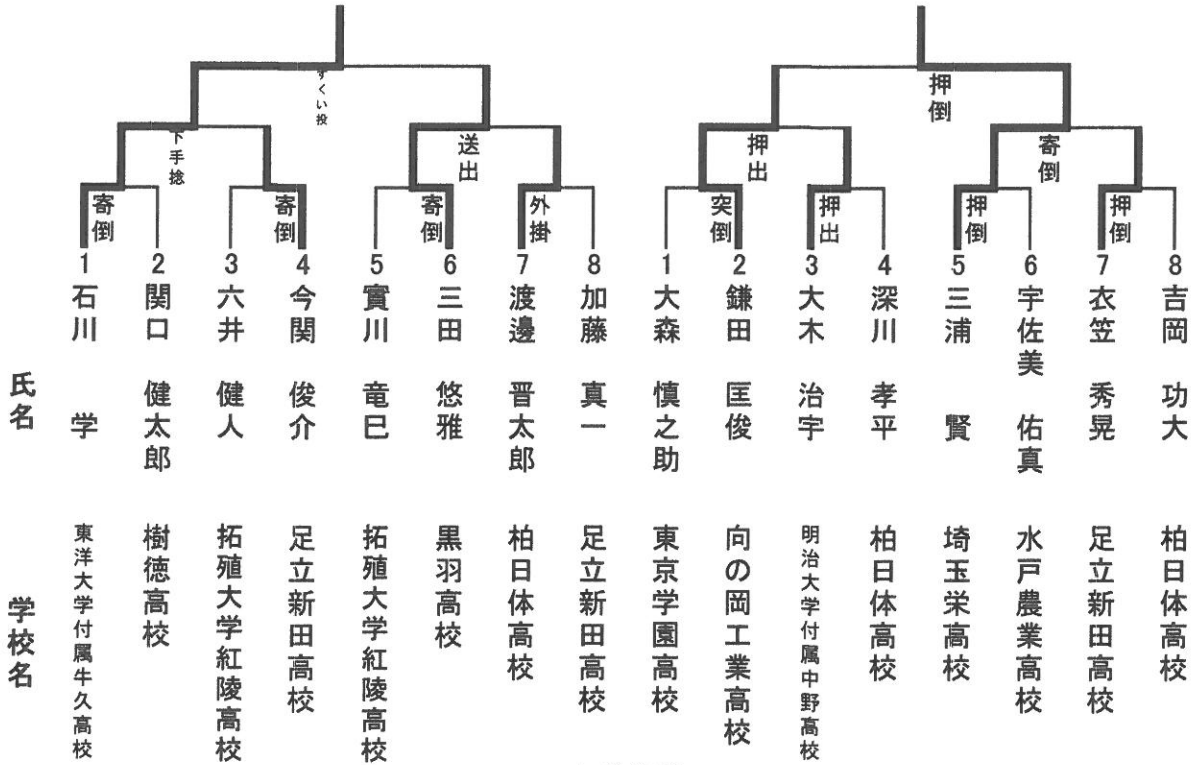 すくい投
押倒
下手捻
送出
押出
寄倒
寄倒
寄倒
寄倒
外掛
突倒
押出
押倒
押倒
1 2 3 4 5 6 7 8 1 2 3 4 5 6 7 8
氏名
石川 学
関口 健太郎
六井 健人
今関 俊介
實川 竜巳
三田 悠雅
渡邊 晋太郎
加藤 真一
大森 慎之助
鎌田 匡俊
大木 治宇
深川 孝平
三浦 賢
宇佐美 佑真
衣笠 秀晃
吉岡 功大
学校名
東洋大学付属牛久高校
樹徳高校
拓殖大学紅陵高校
足立新田高校
拓殖大学紅陵高校
黒羽高校
柏日体高校
足立新田高校
東京学園高校
向の岡工業高校
明治大学付属中野高校
柏日体高校
埼玉栄高校
水戸農業高校
足立新田高校
柏日体高校